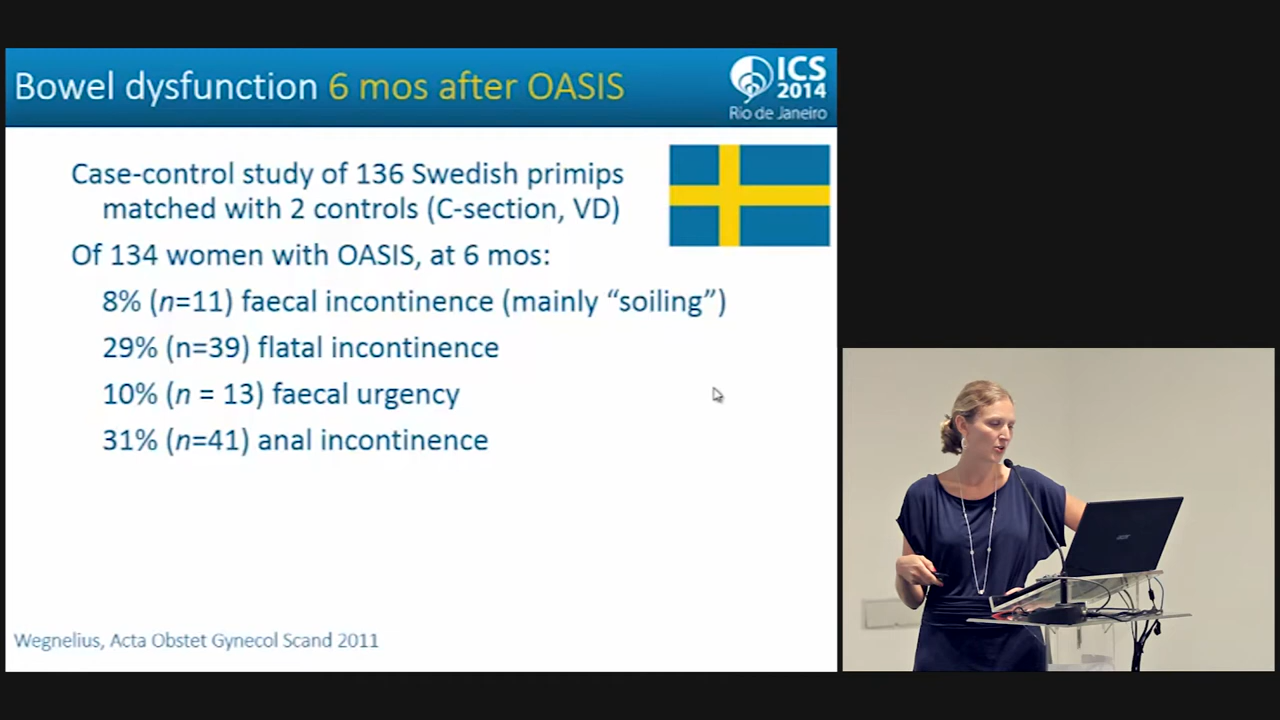 Bowel dysfunction 6 mos after OASIS
ICS
2014
Rio de Janeiro
Case-control study of 136 Swedish primips
matched with 2 controls (C-section, VD)
Of 134 women with OASIS, at 6 mos:
8% (n=11) faecal incontinence (mainly “soiling”)
29% (n=39) flatal incontinence
10% (n = 13) faecal urgency
31% (n=41) anal incontinence
Wegnelius, Acta Obstet Gynecol Scand 2011